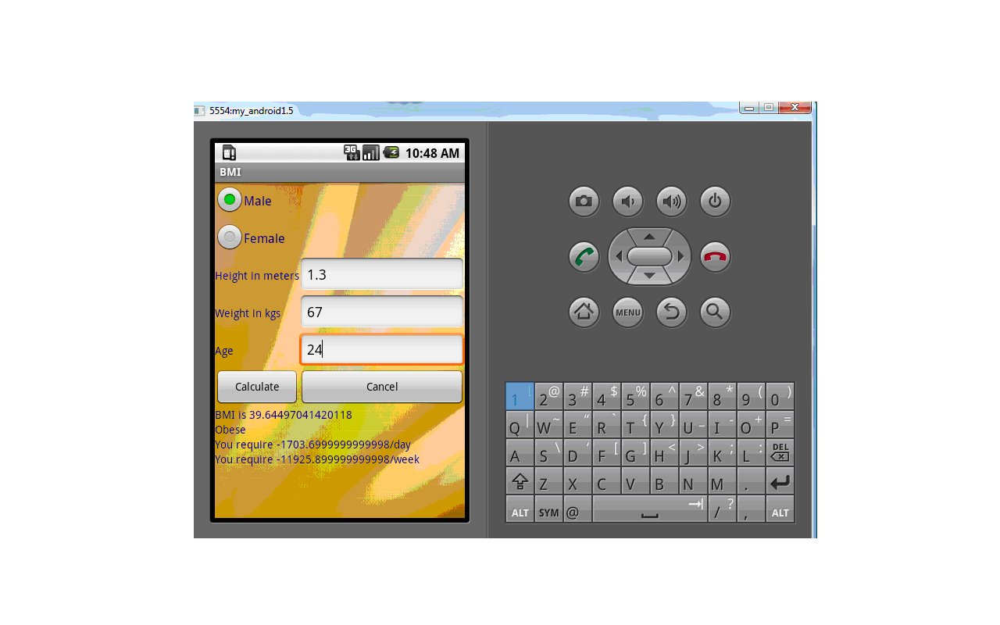 5554:my_android1.5
3G 10:48 AM
BMI
Male
Female
Height in meters 1.3
Weight in kgs 67
Age 24
Calculate Cancel
BMI is 39.64497041420118
Obese
You require -1703.6999999999998/day
You require -11925.899999999998/week
MENU
1 ! 2 @ 3 # 4 $ 5 % 6 ^ 7 & 8 * 9 ( 0 )
Q | W ~ E “ R ` T { Y } U _ I - O + P =
A S \ D ‘ F [ G ] H < J > K ; L : DEL
Z X C V B N M .
ALT SYM @ / ? , ALT